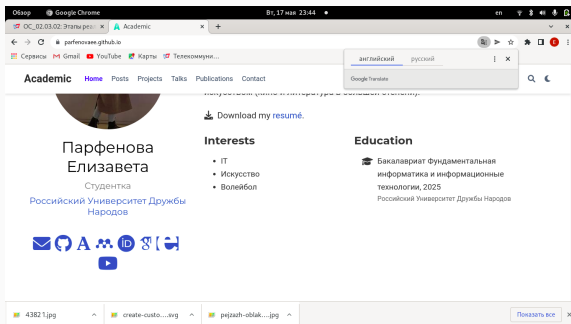 Обзор Google Chrome Вт, 17 мая 23:44 en
ОС_02.03.02: Этапы реал Academic
parfenovaee.github.io
Сервисы Gmail YouTube Карты Телекоммуни...
английский русский
Google Translate
Academic Home Posts Projects Talks Publications Contact
Download my resumé.
Парфенова
Елизавета
Студентка
Российский Университет Дружбы
Народов
Interests
IT
Искусство
Волейбол
Education
Бакалавриат Фундаментальная
информатика и информационные
технологии, 2025
Российский Университет Дружбы Народов
4382 1.jpg create-custo....svg pejzazh-oblak....jpg Показать все